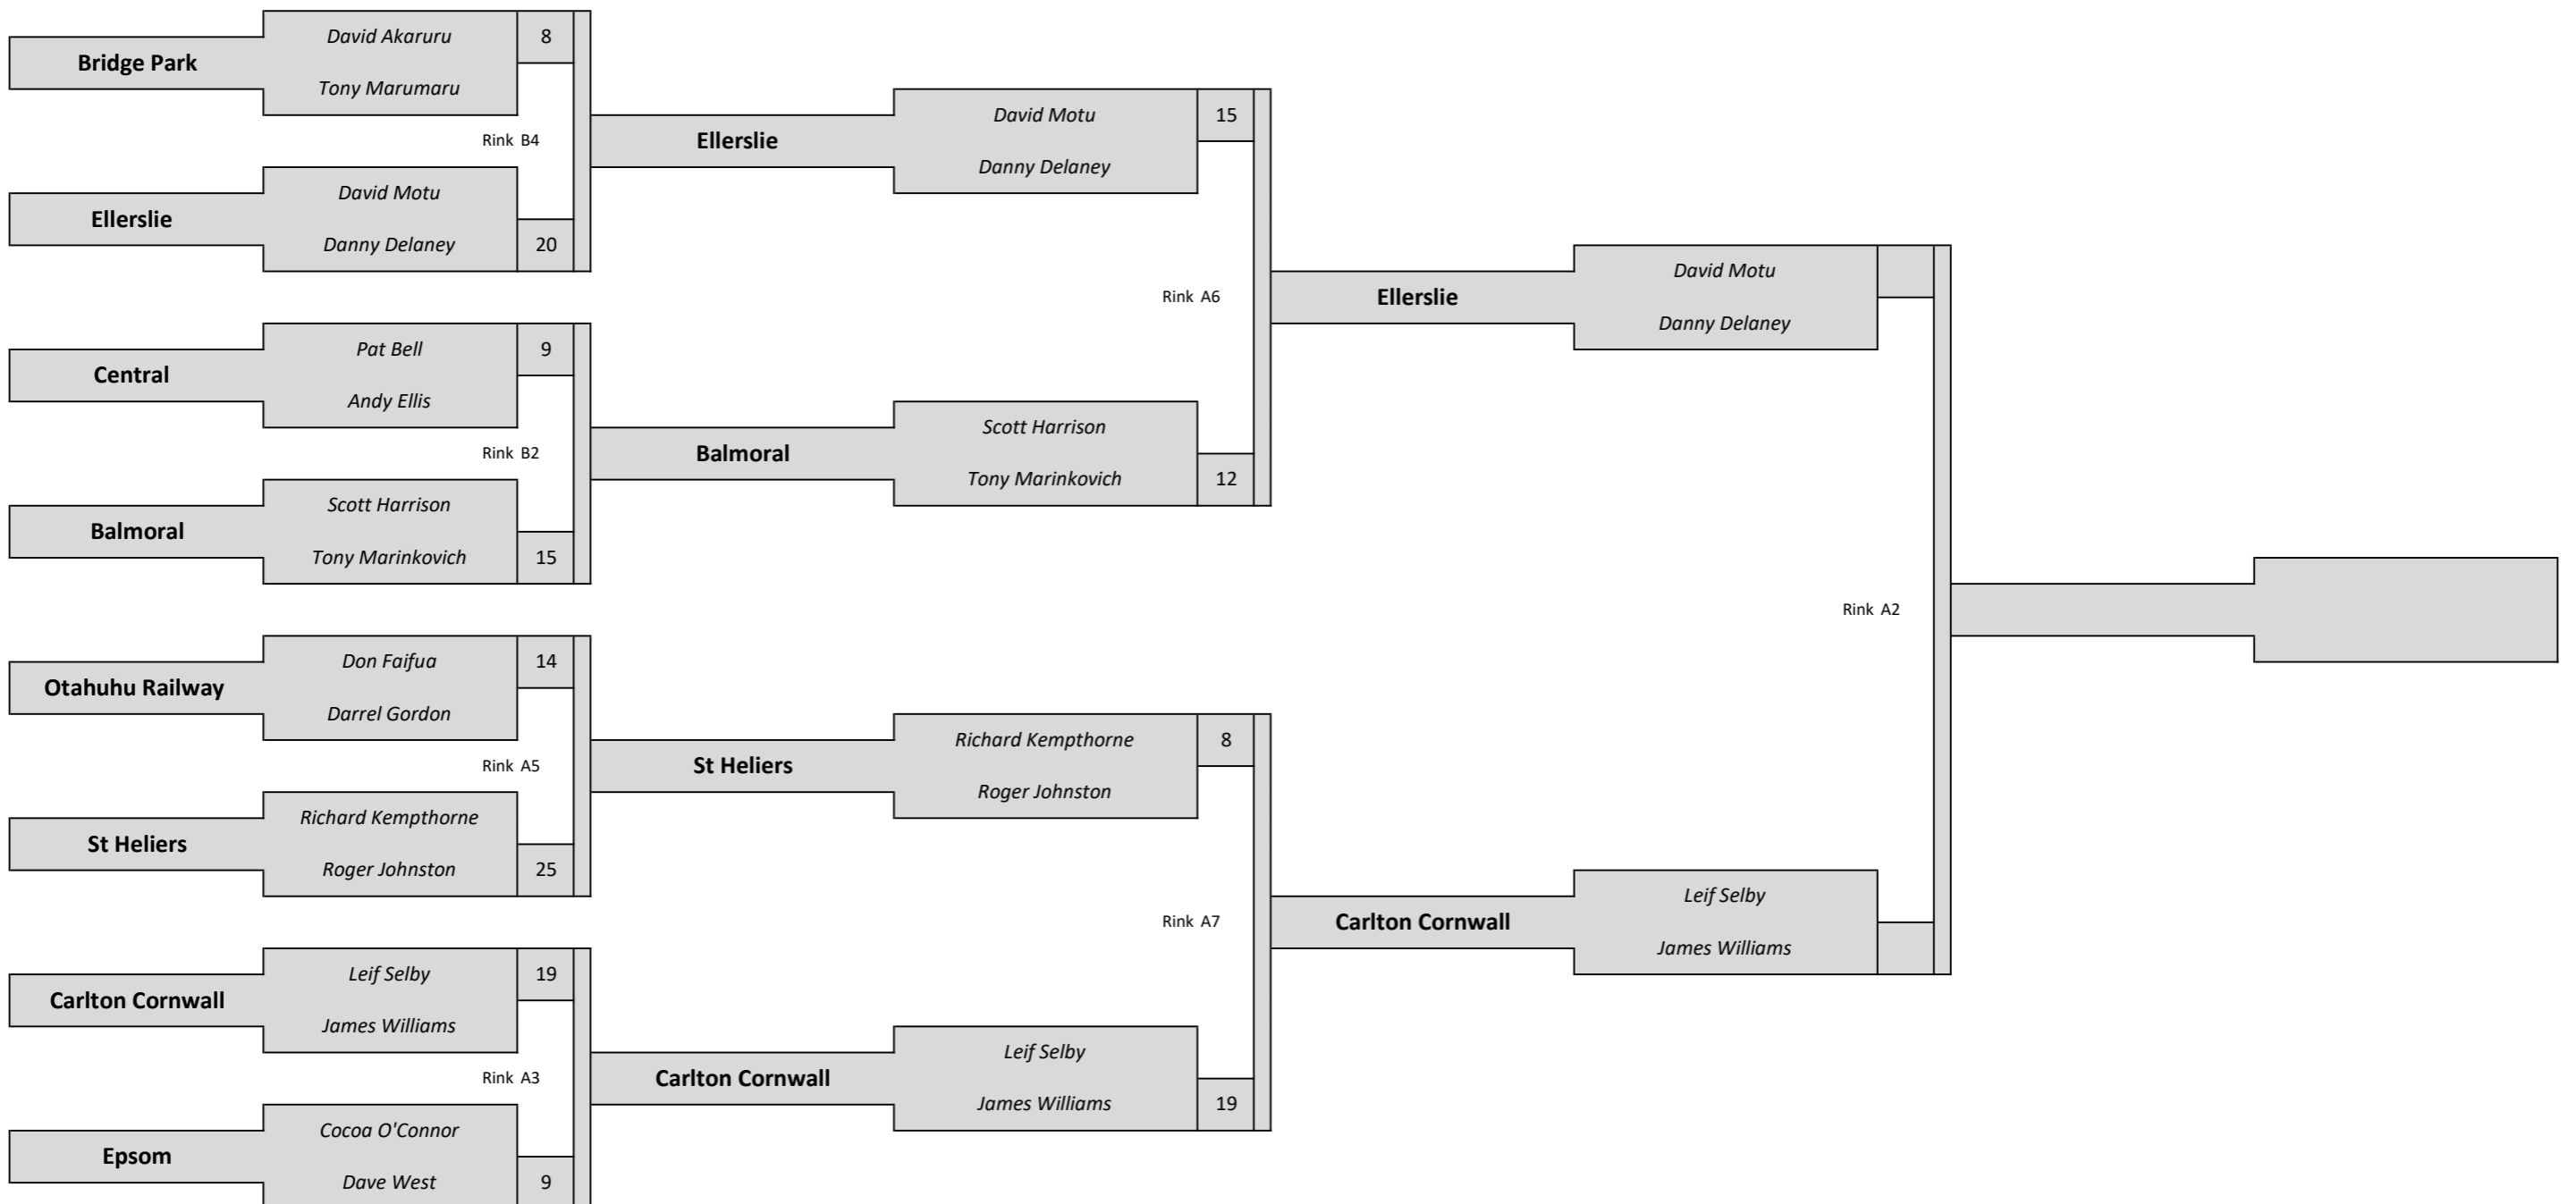 David Akaruru
8
Bridge Park
Tony Marumaru
Rink B4
David Motu
Ellerslie
Danny Delaney
20
Pat Bell
9
Central
Andy Ellis
Rink B2
Scott Harrison
Balmoral
Tony Marinkovich
15
Don Faifua
14
Otahuhu Railway
Darrel Gordon
Rink A5
Richard Kempthorne
St Heliers
Roger Johnston
25
Leif Selby
19
Carlton Cornwall
James Williams
Rink A3
Cocoa O'Connor
Epsom
Dave West
9
David Motu
15
Ellerslie
Danny Delaney
Rink A6
Scott Harrison
Balmoral
Tony Marinkovich
12
Richard Kempthorne
8
St Heliers
Roger Johnston
Rink A7
Leif Selby
Carlton Cornwall
James Williams
19
David Motu
Ellerslie
Danny Delaney
Rink A2
Leif Selby
Carlton Cornwall
James Williams